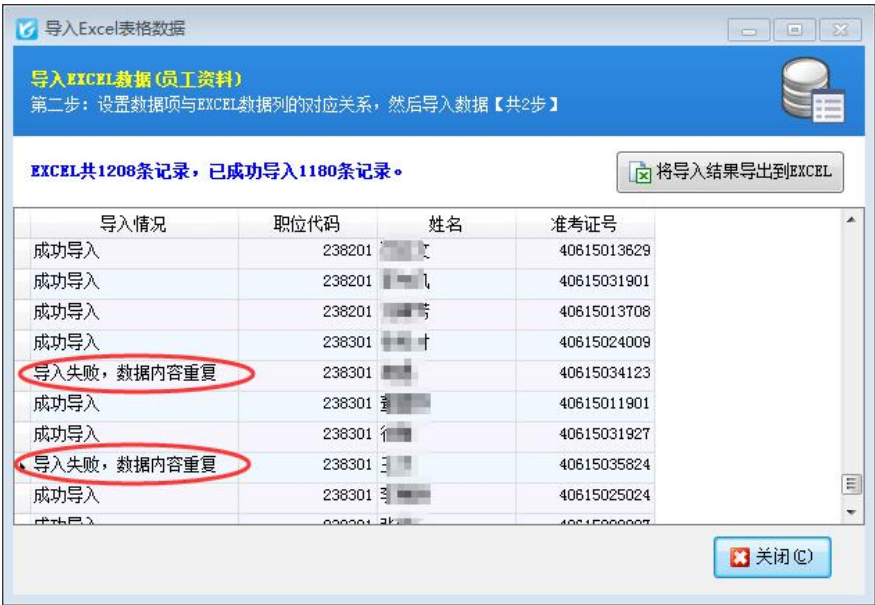 导入Excel表格数据
导入EXCEL数据(员工资料)
第二步：设置数据项与EXCEL数据列的对应关系，然后导入数据【共2步】
EXCEL共1208条记录，已成功导入1180条记录。
将导入结果导出到EXCEL
导入情况 职位代码 姓名 准考证号
成功导入 238201 40615013629
成功导入 238201 40615031901
成功导入 238201 40615013708
成功导入 238301 40615024009
导入失败，数据内容重复 238301 40615034123
成功导入 238301 40615011901
成功导入 238301 40615031927
导入失败，数据内容重复 238301 40615035824
成功导入 238301 40615025024
关闭(C)